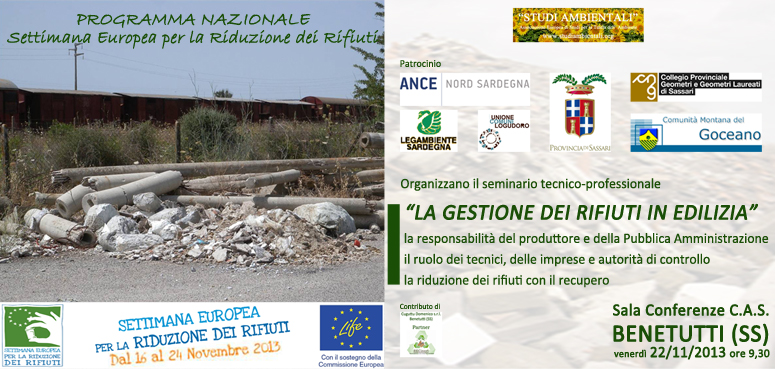 PROGRAMMA NAZIONALE
Settimana Europea per la Riduzione dei Rifiuti
SETTIMANA EUROPEA
PER LA RIDUZIONE
DEI RIFIUTI
SETTIMANA EUROPEA
PER LA RIDUZIONE DEI RIFIUTI
Dal 16 al 24 Novembre 2013
Life
Con il sostegno della
Commissione Europea
"STUDI AMBIENTALI"
Patrocinio
ANCE NORD SARDEGNA
PROVINCIA DI SASSARI
Collegio Provinciale
Geometri e Geometri Laureati
di Sassari
LEGAMBIENTE
SARDEGNA
UNIONE
COMUNI
LOGUDORO
Comunità Montana del
Goceano
Organizzano il seminario tecnico-professionale
"LA GESTIONE DEI RIFIUTI IN EDILIZIA"
la responsabilità del produttore e della Pubblica Amministrazione
il ruolo dei tecnici, delle imprese e autorità di controllo
la riduzione dei rifiuti con il recupero
Contributo di
Cugutta Domenico s.r.l.
Benetutti (SS)
Partner
Sala Conferenze C.A.S.
BENETUTTI (SS)
venerdì 22/11/2013 ore 9,30